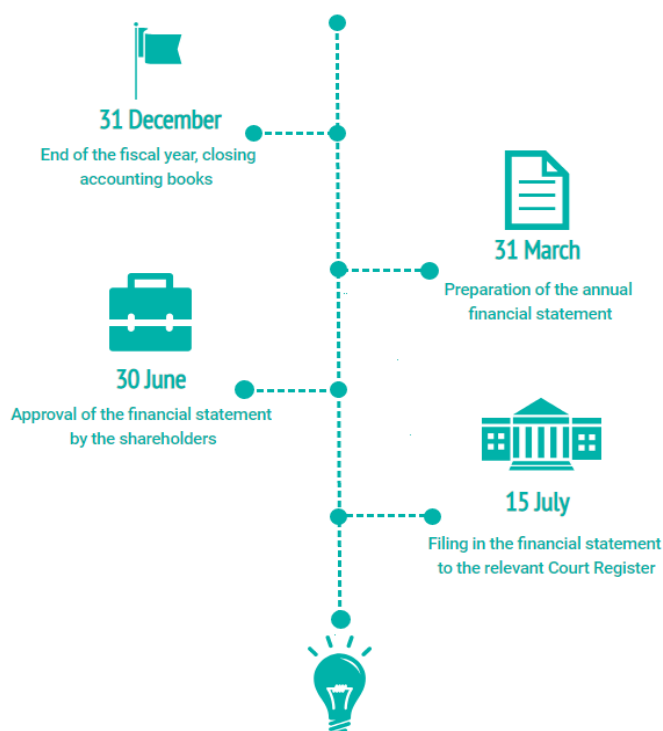 31 December
End of the fiscal year, closing
accounting books
31 March
Preparation of the annual
financial statement
30 June
Approval of the financial statement
by the shareholders
15 July
Filing in the financial statement
to the relevant Court Register